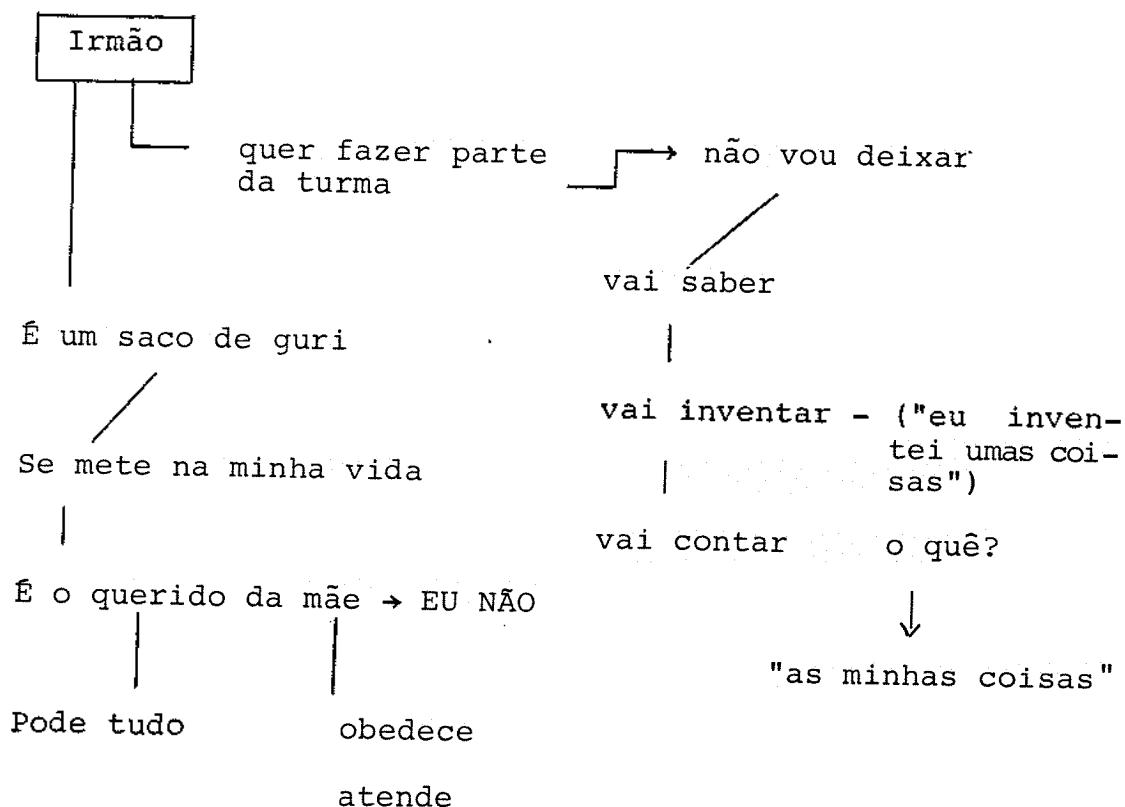 Irmão
quer fazer parte
da turma
→ não vou deixar
vai saber
É um saco de guri
vai inventar - ("eu inven-
tei umas coi-
sas")
Se mete na minha vida
vai contar o quê?
É o querido da mãe → EU NÃO
"as minhas coisas"
Pode tudo
obedece
atende